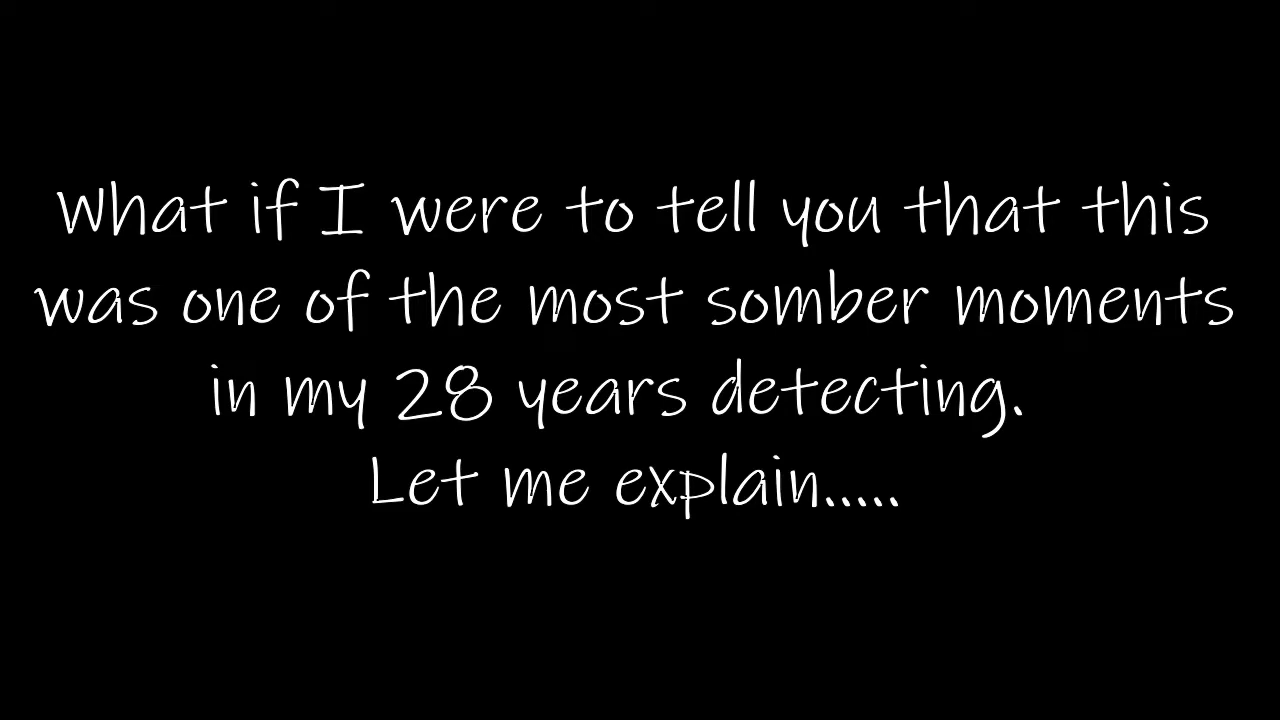 What if I were to tell you that this
was one of the most somber moments
in my 28 years detecting.
Let me explain.....